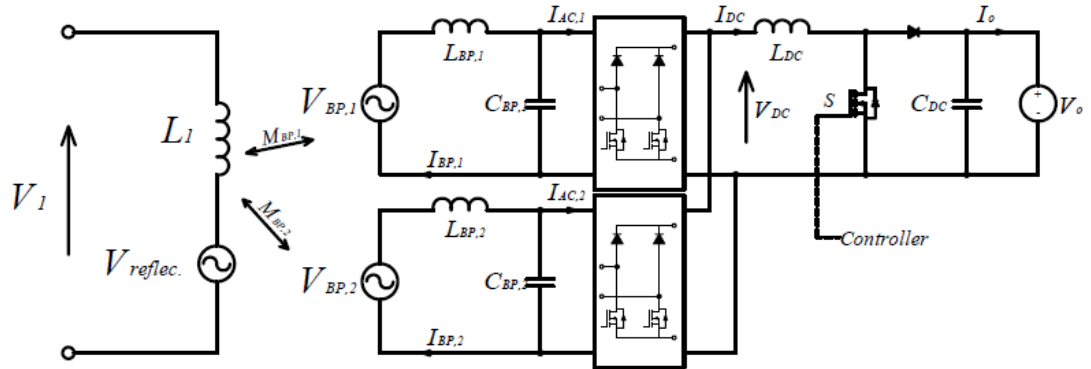 I_AC,1
I_DC
I_o
L_BP,1
L_DC
V_BP,1
C_BP,1
V_DC
S
C_DC
+
-
V_o
L_1
M_BP,1
I_BP,1
V_1
M_BP,2
I_AC,2
L_BP,2
Controller
V_reflec.
V_BP,2
C_BP,2
I_BP,2